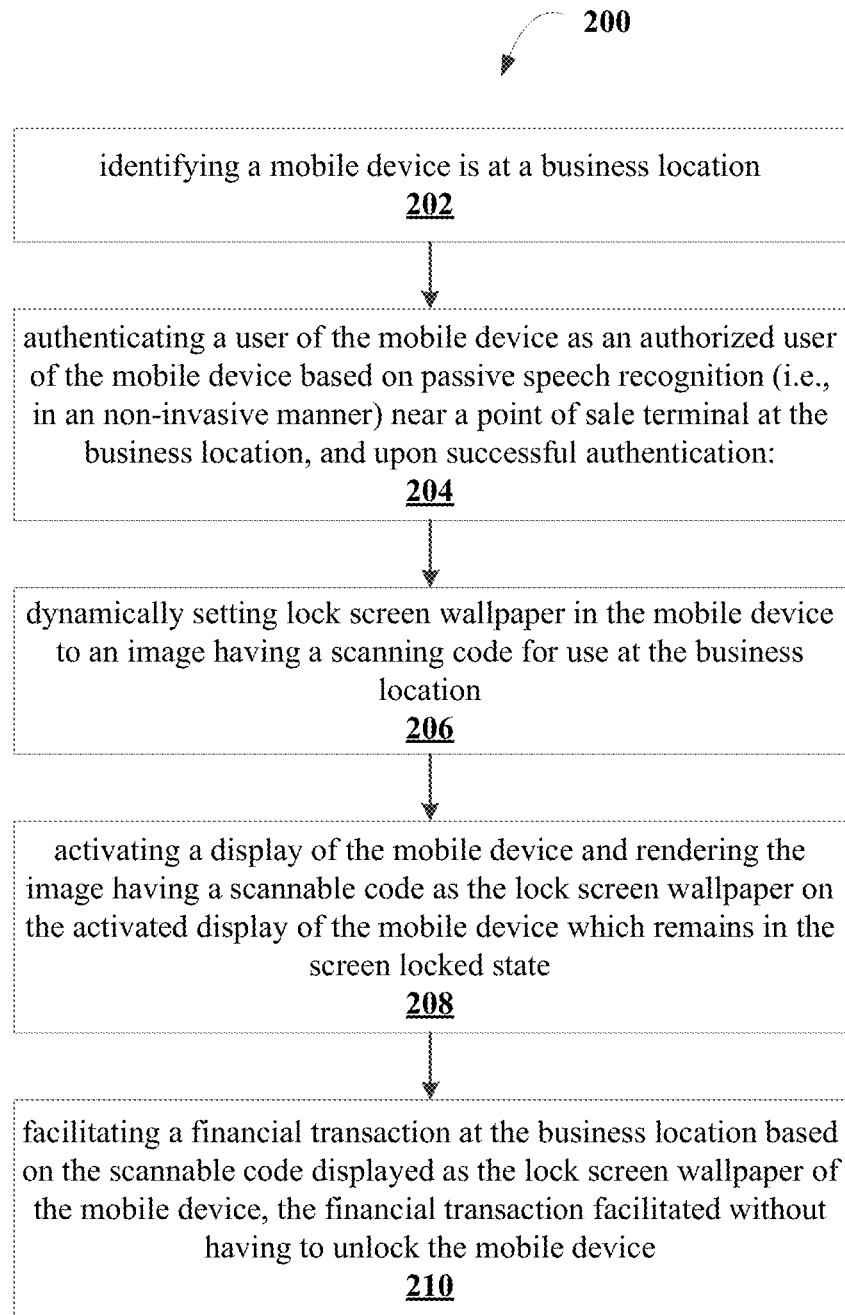 200
identifying a mobile device is at a business location
202
authenticating a user of the mobile device as an authorized user
of the mobile device based on passive speech recognition (i.e.,
in an non-invasive manner) near a point of sale terminal at the
business location, and upon successful authentication:
204
dynamically setting lock screen wallpaper in the mobile device
to an image having a scanning code for use at the business
location
206
activating a display of the mobile device and rendering the
image having a scannable code as the lock screen wallpaper on
the activated display of the mobile device which remains in the
screen locked state
208
facilitating a financial transaction at the business location based
on the scannable code displayed as the lock screen wallpaper of
the mobile device, the financial transaction facilitated without
having to unlock the mobile device
210